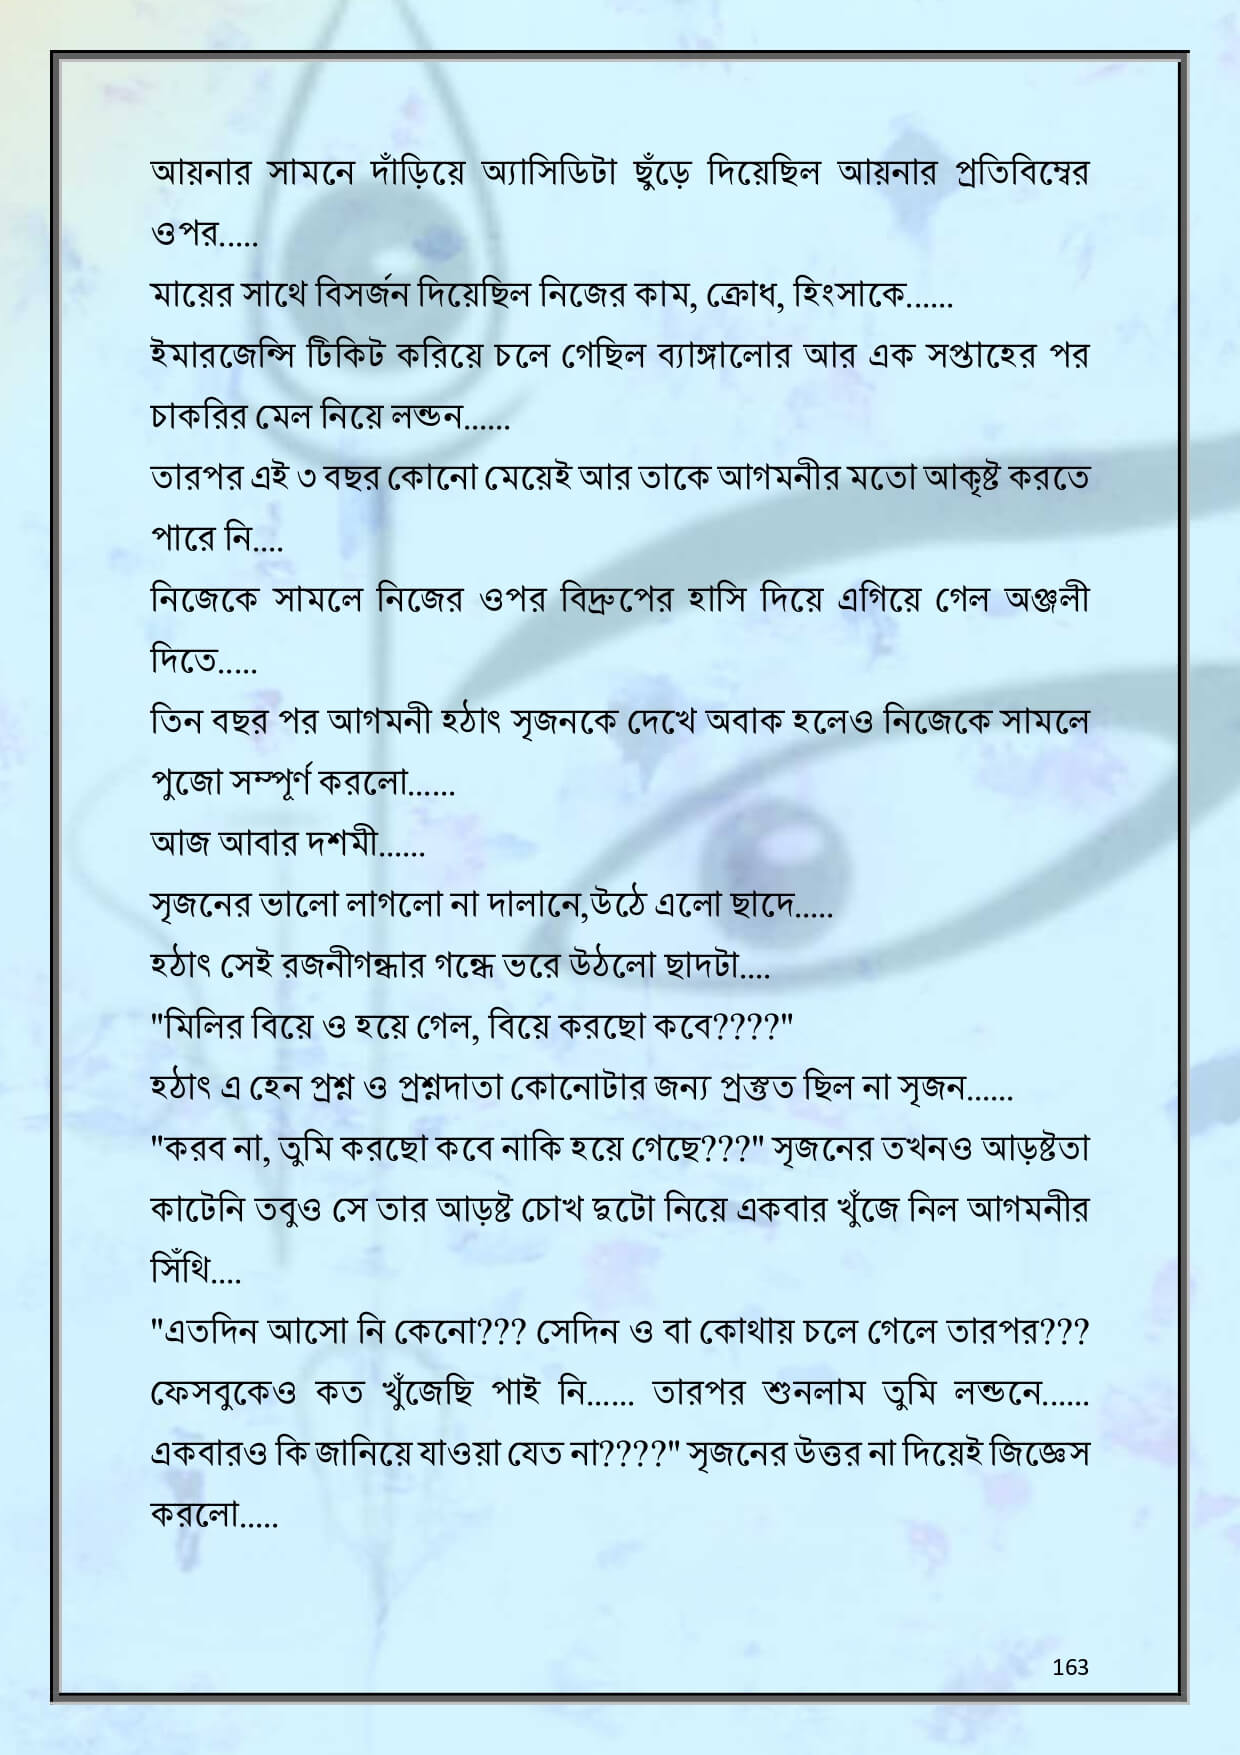 আয়নার সামনে দাঁড়িয়ে অ্যাসিডিটা ছুঁড়ে দিয়েছিল আয়নার প্রতিবিম্বের
ওপর.....
মায়ের সাথে বিসর্জন দিয়েছিল নিজের কাম, ক্রোধ, হিংসাকে......
ইমারজেন্সি টিকিট করিয়ে চলে গেছিল ব্যাঙ্গালোর আর এক সপ্তাহের পর
চাকরির মেল নিয়ে লন্ডন......
তারপর এই ৩ বছর কোনো মেয়েই আর তাকে আগমনীর মতো আকৃষ্ট করতে
পারে নি....
নিজেকে সামলে নিজের ওপর বিদ্রুপের হাসি দিয়ে এগিয়ে গেল অঞ্জলী
দিতে.....
তিন বছর পর আগমনী হঠাৎ সৃজনকে দেখে অবাক হলেও নিজেকে সামলে
পুজো সম্পূর্ণ করলো......
আজ আবার দশমী......
সৃজনের ভালো লাগলো না দালানে,উঠে এলো ছাদে.....
হঠাৎ সেই রজনীগন্ধার গন্ধে ভরে উঠলো ছাদটা....
"মিলির বিয়ে ও হয়ে গেল, বিয়ে করছো কবে????"
হঠাৎ এ হেন প্রশ্ন ও প্রশ্নদাতা কোনোটার জন্য প্রস্তুত ছিল না সৃজন......
"করব না, তুমি করছো কবে নাকি হয়ে গেছে???" সৃজনের তখনও আড়ষ্টতা
কাটেনি তবুও সে তার আড়ষ্ট চোখ দুটো নিয়ে একবার খুঁজে নিল আগমনীর
সিঁথি....
"এতদিন আসো নি কেনো??? সেদিন ও বা কোথায় চলে গেলে তারপর???
ফেসবুকেও কত খুঁজেছি পাই নি...... তারপর শুনলাম তুমি লন্ডনে......
একবারও কি জানিয়ে যাওয়া যেত না????" সৃজনের উত্তর না দিয়েই জিজ্ঞেস
করলো.....
163